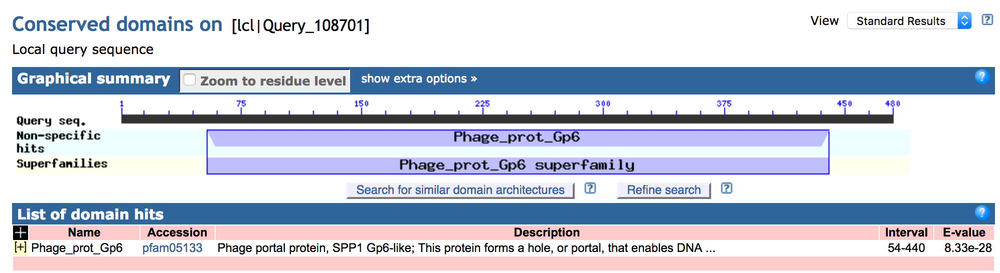 Conserved domains on [lcl|Query_108701]
View Standard Results ?
Local query sequence
Graphical summary Zoom to residue level show extra options » ?
1 75 150 225 300 375 450 480
Query seq.
Non-specific hits
Phage_prot_Gp6
Superfamilies
Phage_prot_Gp6 superfamily
Search for similar domain architectures ? Refine search ?
List of domain hits ?
+ Name Accession Description Interval E-value
[+] Phage_prot_Gp6 pfam05133 Phage portal protein, SPP1 Gp6-like; This protein forms a hole, or portal, that enables DNA ... 54-440 8.33e-28